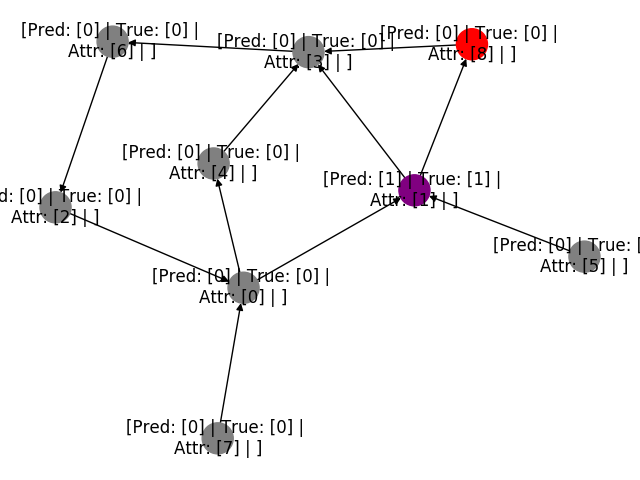 [Pred: [0] | True: [0] |
Attr: [6] | ]
[Pred: [0] | True: [0] |
Attr: [3] | ]
[Pred: [0] | True: [0] |
Attr: [8] | ]
[Pred: [0] | True: [0] |
Attr: [4] | ]
[Pred: [1] | True: [1] |
Attr: [1] | ]
d: [0] | True: [0] |
Attr: [2] | ]
[Pred: [0] | True: [
Attr: [5] | ]
[Pred: [0] | True: [0] |
Attr: [0] | ]
[Pred: [0] | True: [0] |
Attr: [7] | ]